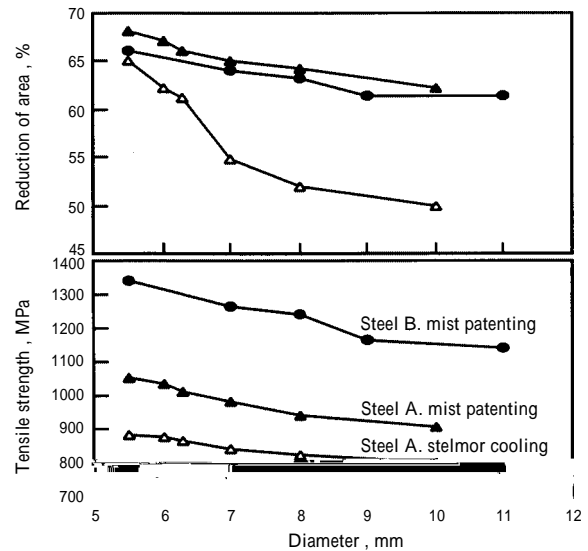 70
65
60
55
50
45
Reduction of area , %
1400
1300
1200
1100
1000
900
800
700
Tensile strength , MPa
Steel B. mist patenting
Steel A. mist patenting
Steel A. stelmor cooling
5 6 7 8 9 10 11 12
Diameter , mm